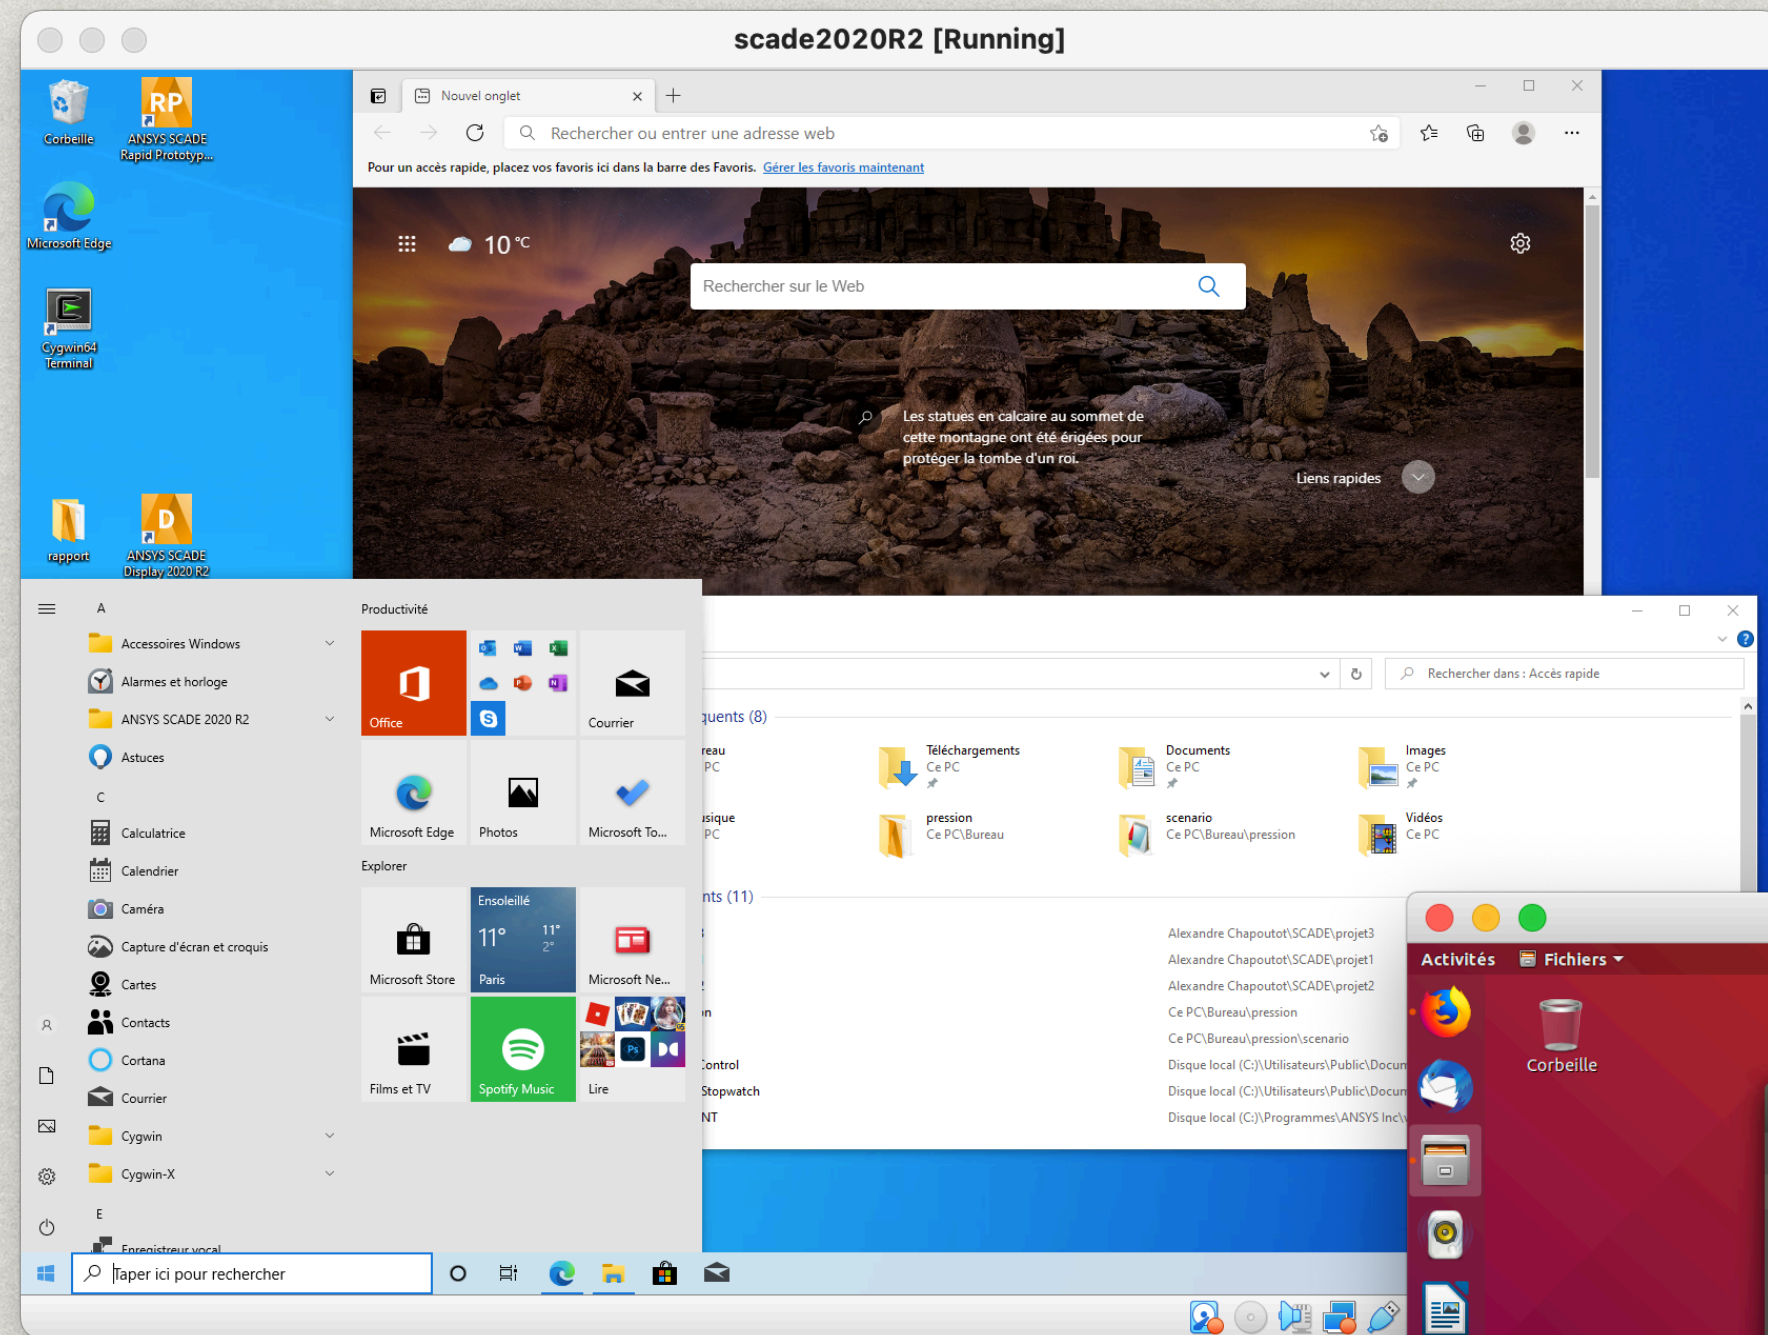 scade2020R2 [Running]
Corbeille
ANSYS SCADE
Rapid Prototyp...
Microsoft Edge
Cygwin64
Terminal
rapport
ANSYS SCADE
Display 2020 R2
Nouvel onglet
Rechercher ou entrer une adresse web
Pour un accès rapide, placez vos favoris ici dans la barre des Favoris. Gérer les favoris maintenant
10 °C
Rechercher sur le Web
Les statues en calcaire au sommet de
cette montagne ont été érigées pour
protéger la tombe d'un roi.
Liens rapides
A
Accessoires Windows
Alarmes et horloge
ANSYS SCADE 2020 R2
Astuces
C
Calculatrice
Calendrier
Caméra
Capture d'écran et croquis
Cartes
Contacts
Cortana
Courrier
Cygwin
Cygwin-X
E
Enregistreur vocal
Productivité
Office
Courrier
Microsoft Edge
Photos
Microsoft To...
Explorer
Microsoft Store
Ensoleillé
11°
11°
2°
Paris
Microsoft Ne...
Films et TV
Spotify Music
Lire
Taper ici pour rechercher
Rechercher dans : Accès rapide
quents (8)
reau
PC
Téléchargements
Ce PC
Documents
Ce PC
Images
Ce PC
usique
PC
pression
Ce PC\Bureau
scenario
Ce PC\Bureau\pression
Vidéos
Ce PC
nts (11)
Alexandre Chapoutot\SCADE\projet3
Alexandre Chapoutot\SCADE\projet1
Alexandre Chapoutot\SCADE\projet2
Ce PC\Bureau\pression
Ce PC\Bureau\pression\scenario
Control
Disque local (C:)\Utilisateurs\Public\Docum
Stopwatch
Disque local (C:)\Utilisateurs\Public\Docum
NT
Disque local (C:)\Programmes\ANSYS Inc\
Activités
Fichiers
Corbeille